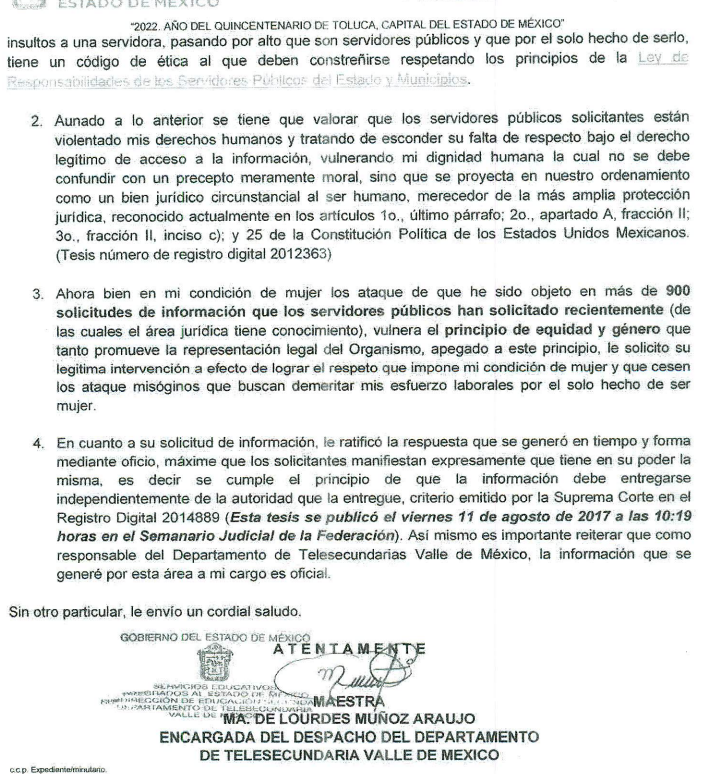 ESTADO DE MÉXICO
"2022. AÑO DEL QUINCENTENARIO DE TOLUCA, CAPITAL DEL ESTADO DE MÉXICO"
insultos a una servidora, pasando por alto que son servidores públicos y que por el solo hecho de serlo,
tiene un código de ética al que deben constreñirse respetando los principios de la Ley de
Responsabilidades de los Servidores Públicos del Estado y Municipios.
2. Aunado a lo anterior se tiene que valorar que los servidores públicos solicitantes están
violentado mis derechos humanos y tratando de esconder su falta de respecto bajo el derecho
legítimo de acceso a la información, vulnerando mi dignidad humana la cual no se debe
confundir con un precepto meramente moral, sino que se proyecta en nuestro ordenamiento
como un bien jurídico circunstancial al ser humano, merecedor de la más amplia protección
jurídica, reconocido actualmente en los artículos 1o., último párrafo; 2o., apartado A, fracción II;
3o., fracción II, inciso c); y 25 de la Constitución Política de los Estados Unidos Mexicanos.
(Tesis número de registro digital 2012363)
3. Ahora bien en mi condición de mujer los ataque de que he sido objeto en más de 900
solicitudes de información que los servidores públicos han solicitado recientemente (de
las cuales el área jurídica tiene conocimiento), vulnera el principio de equidad y género que
tanto promueve la representación legal del Organismo, apegado a este principio, le solicito su
legitima intervención a efecto de lograr el respeto que impone mi condición de mujer y que cesen
los ataque misóginos que buscan demeritar mis esfuerzo laborales por el solo hecho de ser
mujer.
4. En cuanto a su solicitud de información, le ratificó la respuesta que se generó en tiempo y forma
mediante oficio, máxime que los solicitantes manifiestan expresamente que tiene en su poder la
misma, es decir se cumple el principio de que la información debe entregarse
independientemente de la autoridad que la entregue, criterio emitido por la Suprema Corte en el
Registro Digital 2014889 (Esta tesis se publicó el viernes 11 de agosto de 2017 a las 10:19
horas en el Semanario Judicial de la Federación). Así mismo es importante reiterar que como
responsable del Departamento de Telesecundarias Valle de México, la información que se
generó por esta área a mi cargo es oficial.
Sin otro particular, le envío un cordial saludo.
GOBIERNO DEL ESTADO DE MÉXICO
ATENTAMENTE
SERVICIOS EDUCATIVOS
INTEGRADOS AL ESTADO DE MÉXICO
DEPARTAMENTO DE TELESECUNDARIA
VALLE DE MÉXICO
MAESTRA
MA. DE LOURDES MUÑOZ ARAUJO
ENCARGADA DEL DESPACHO DEL DEPARTAMENTO
DE TELESECUNDARIA VALLE DE MEXICO
c.c.p. Expediente/minutario.